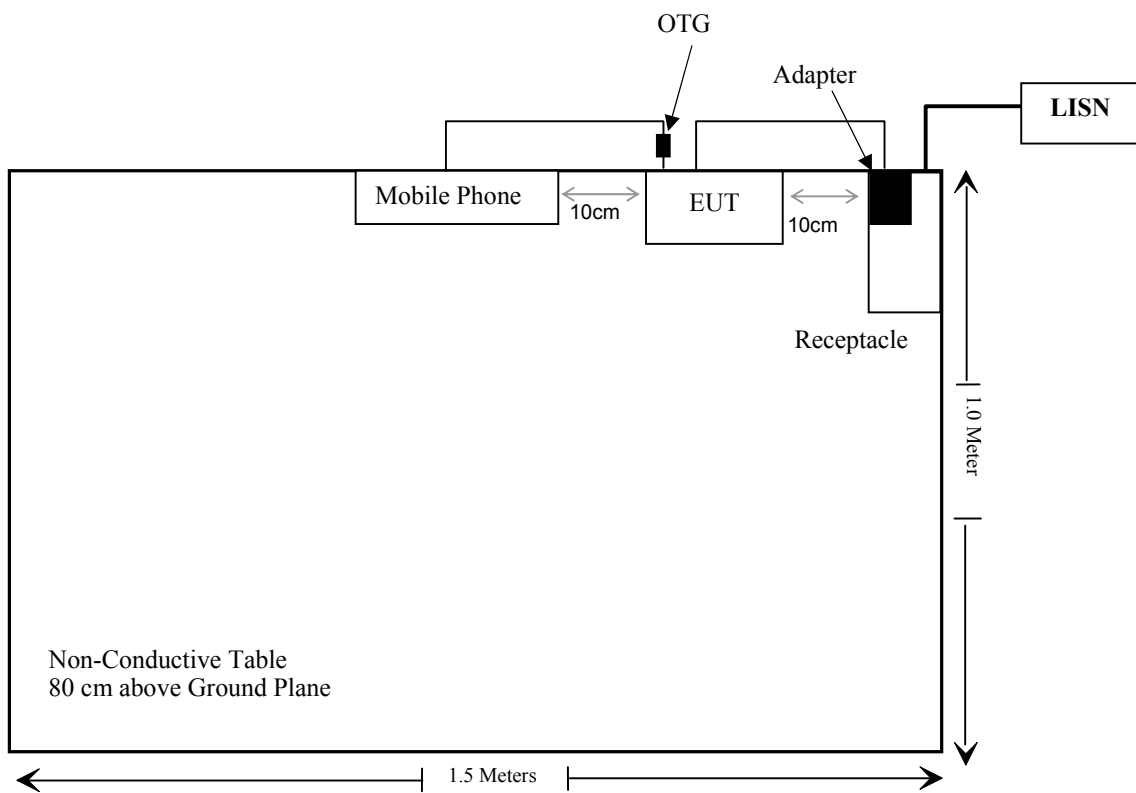 OTG
Adapter
LISN
Mobile Phone
10cm
EUT
10cm
Receptacle
1.0 Meter
Non-Conductive Table
80 cm above Ground Plane
1.5 Meters